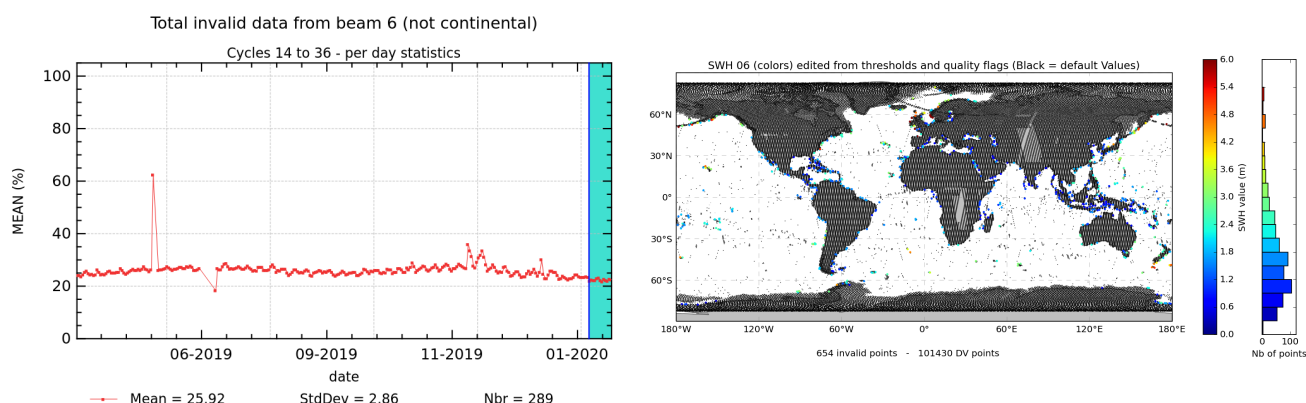 Total invalid data from beam 6 (not continental)
Cycles 14 to 36 - per day statistics
100
80
60
40
20
0
MEAN (%)
06-2019
09-2019
11-2019
01-2020
date
Mean = 25.92
StdDev = 2.86
Nbr = 289
SWH 06 (colors) edited from thresholds and quality flags (Black = default Values)
60°N
30°N
0°
30°S
60°S
180°W
120°W
60°W
0°
60°E
120°E
180°E
654 invalid points - 101430 DV points
6.0
5.4
4.8
4.2
3.6
3.0
2.4
1.8
1.2
0.6
0.0
SWH value (m)
0
100
Nb of points